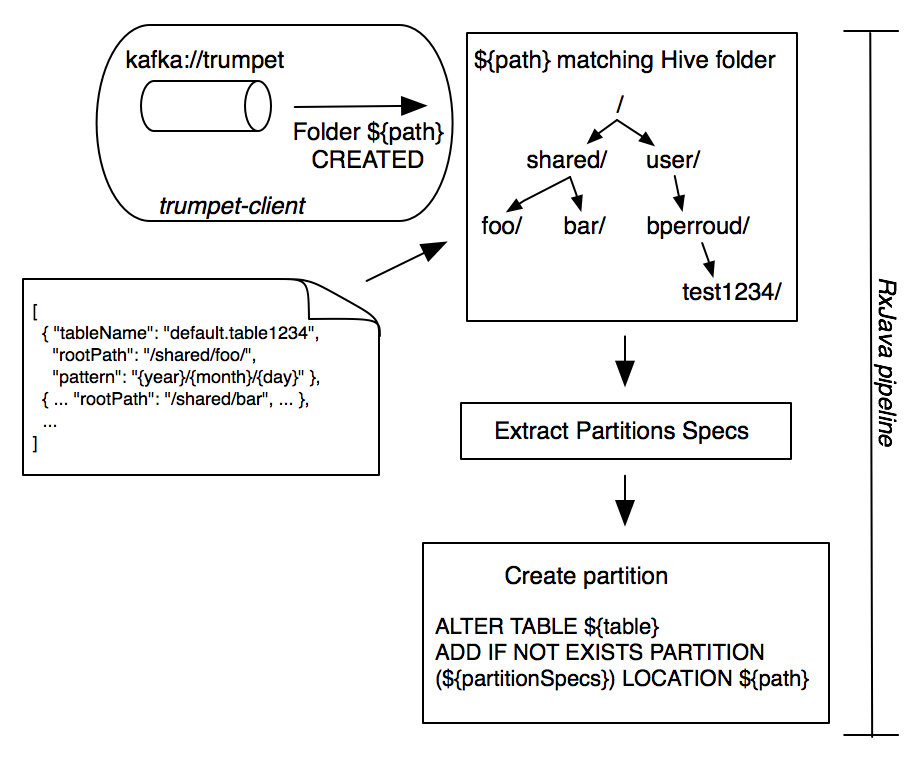 kafka://trumpet
Folder ${path}
CREATED
trumpet-client
${path} matching Hive folder
/
shared/ user/
foo/ bar/ bperroud/
test1234/
[
{ "tableName": "default.table1234",
"rootPath": "/shared/foo/",
"pattern": "{year}/{month}/{day}" },
{ ... "rootPath": "/shared/bar", ... },
...
]
Extract Partitions Specs
Create partition
ALTER TABLE ${table}
ADD IF NOT EXISTS PARTITION
(${partitionSpecs}) LOCATION ${path}
RxJava pipeline